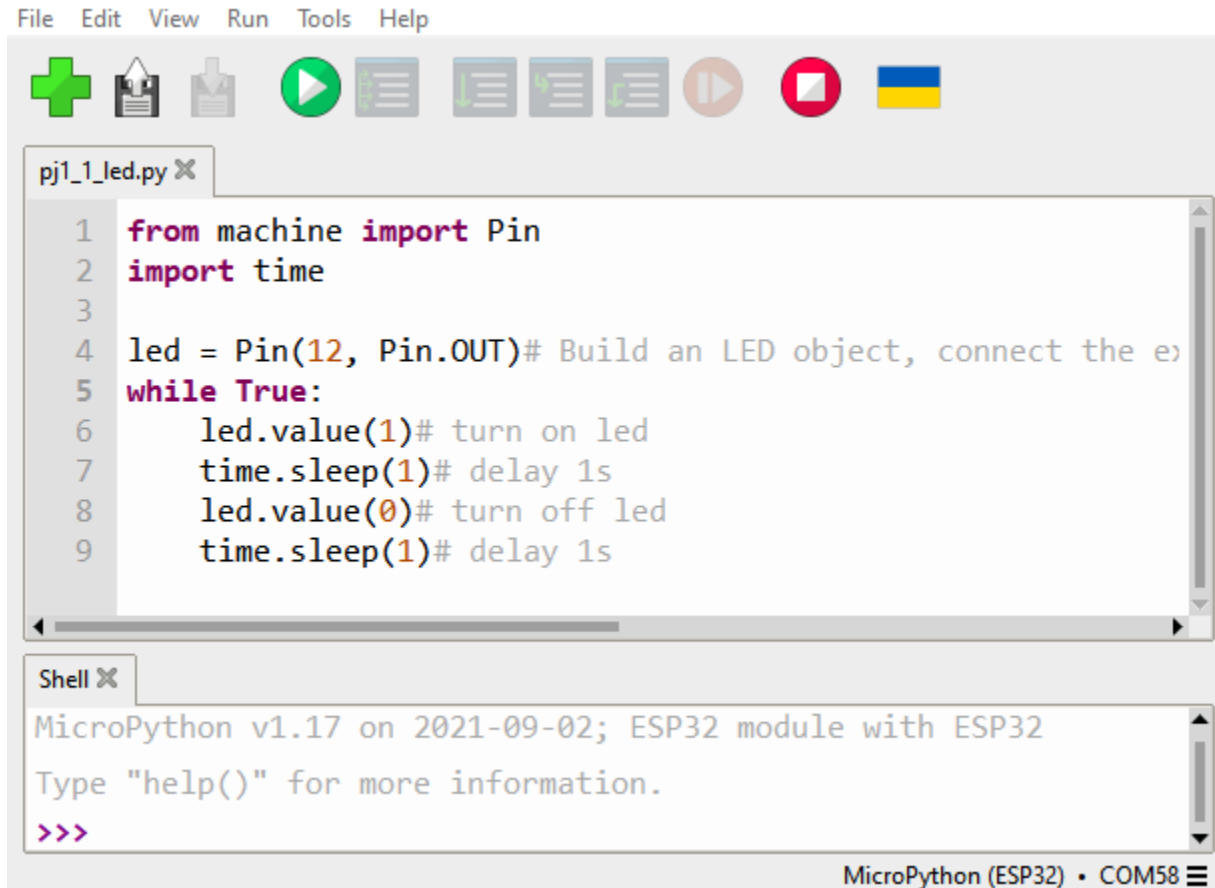 File Edit View Run Tools Help
pj1_1_led.py
1 from machine import Pin
2 import time
3
4 led = Pin(12, Pin.OUT)# Build an LED object, connect the
5 while True:
6     led.value(1)# turn on led
7     time.sleep(1)# delay 1s
8     led.value(0)# turn off led
9     time.sleep(1)# delay 1s
Shell
MicroPython v1.17 on 2021-09-02; ESP32 module with ESP32
Type "help()" for more information.
>>>
MicroPython (ESP32) • COM58